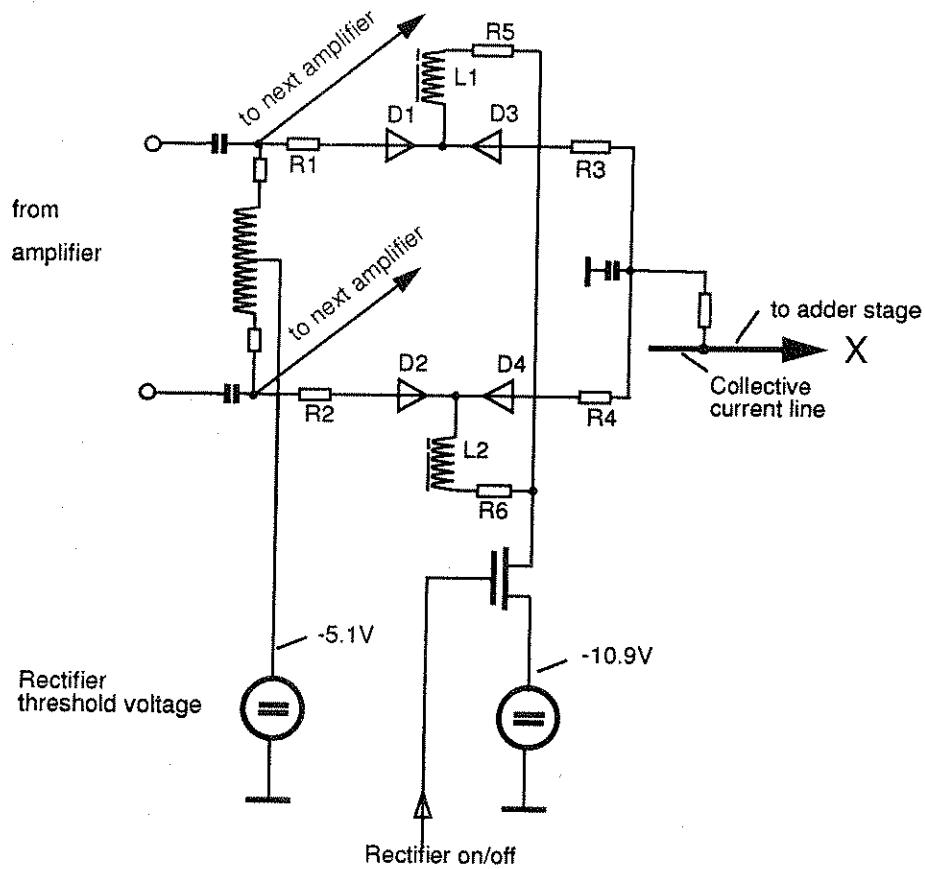 R5
to next amplifier
L1
D1
D3
R1
R3
from
amplifier
to next amplifier
to adder stage
X
D2
D4
Collective
current line
R2
R4
L2
R6
-5.1V
-10.9V
Rectifier
threshold voltage
Rectifier on/off